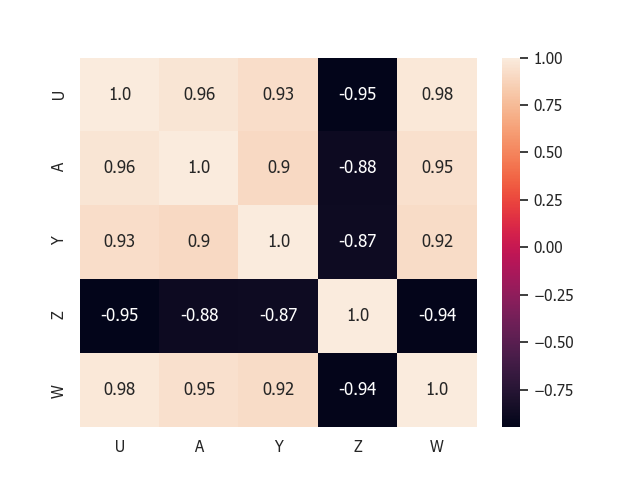 U 1.0 0.96 0.93 -0.95 0.98
A 0.96 1.0 0.9 -0.88 0.95
Y 0.93 0.9 1.0 -0.87 0.92
Z -0.95 -0.88 -0.87 1.0 -0.94
W 0.98 0.95 0.92 -0.94 1.0
U A Y Z W
1.00
0.75
0.50
0.25
0.00
−0.25
−0.50
−0.75